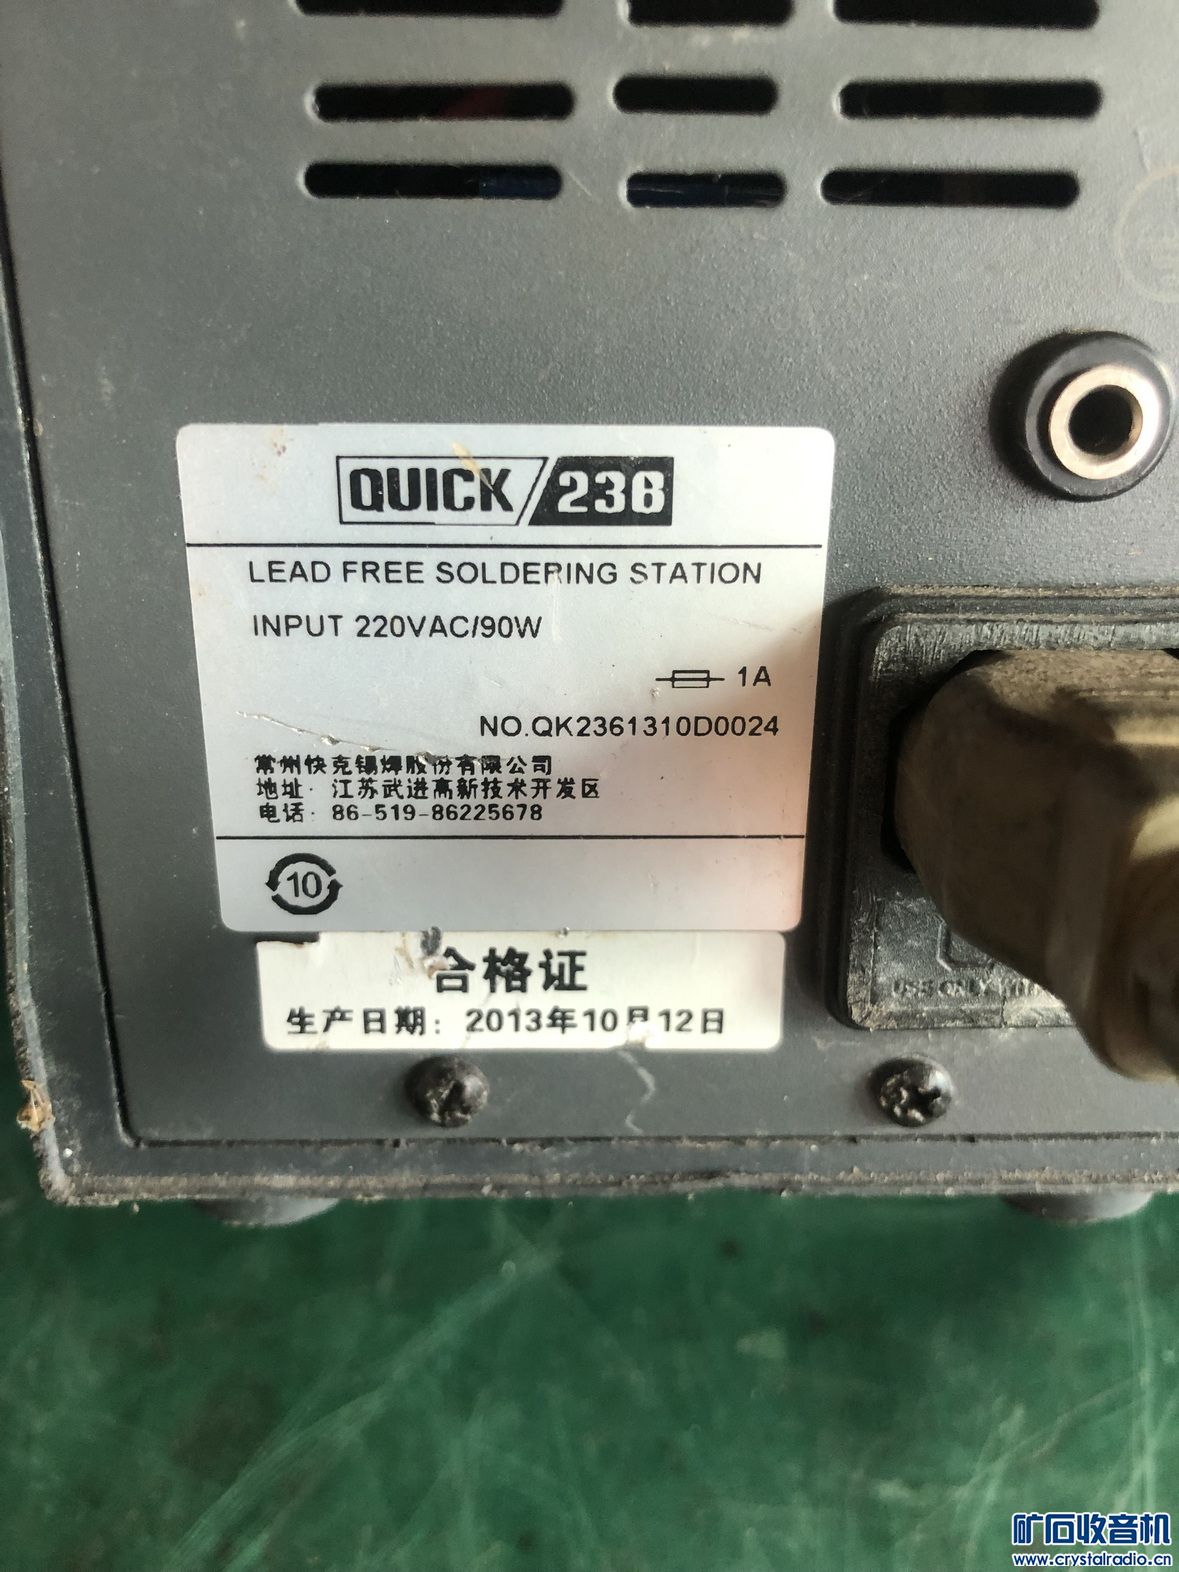 QUICK/236
LEAD FREE SOLDERING STATION
INPUT 220VAC/90W
1A
NO.QK2361310D0024
常州快克锡焊股份有限公司
地址: 江苏武进高新技术开发区
电话: 86-519-86225678
10
合格证
生产日期: 2013年10月12日
USE ONLY WITH
矿石收音机
www.crystalradio.cn